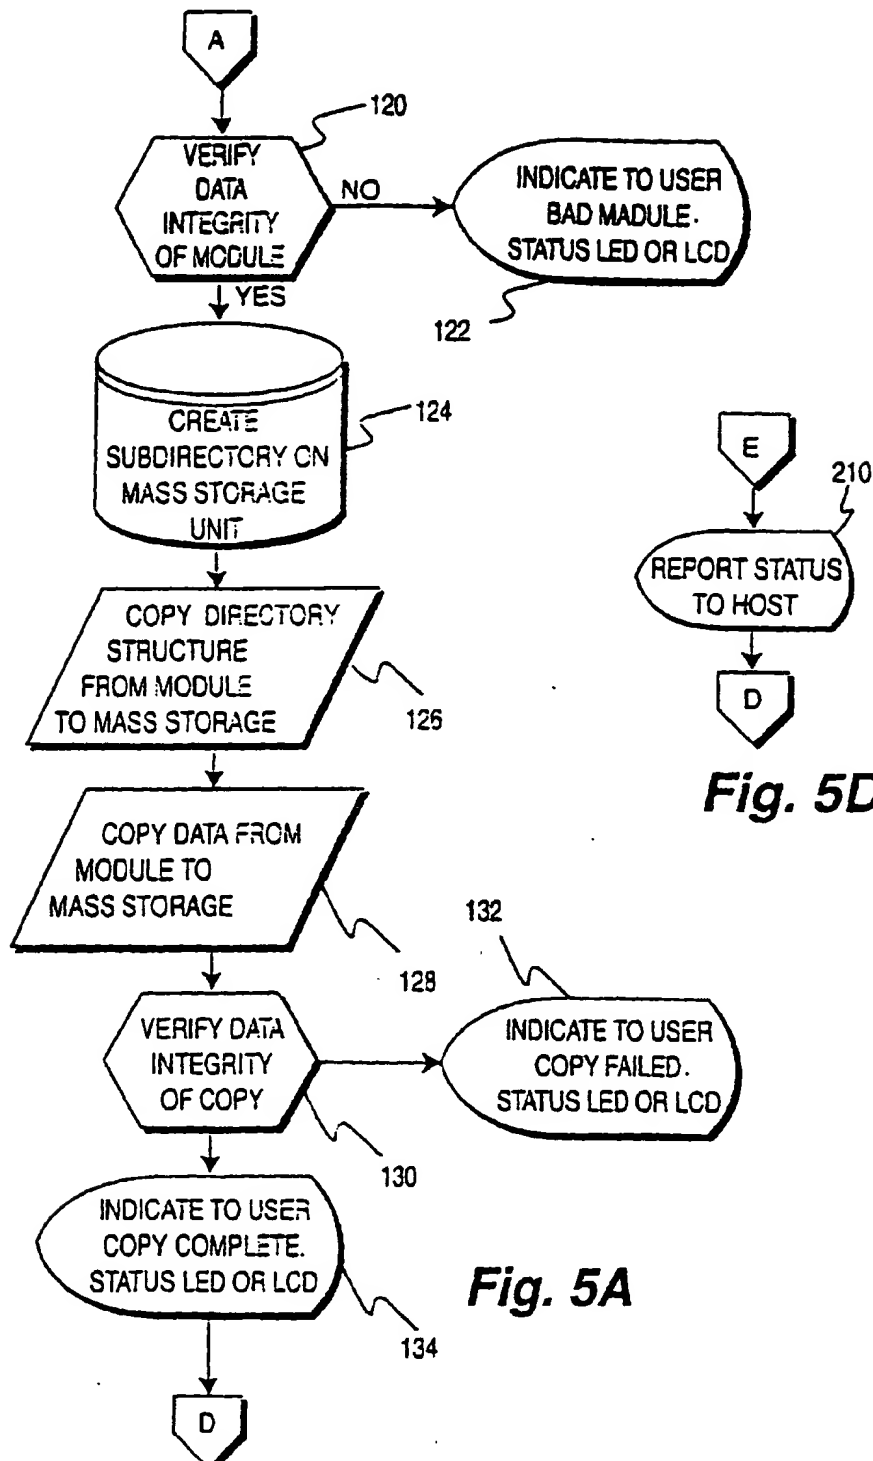 A
120
VERIFY
DATA
INTEGRITY
OF MODULE
NO
INDICATE TO USER
BAD MADULE.
STATUS LED OR LCD
122
YES
CREATE
SUBDIRECTORY ON
MASS STORAGE
UNIT
124
COPY DIRECTORY
STRUCTURE
FROM MODULE
TO MASS STORAGE
126
COPY DATA FROM
MODULE TO
MASS STORAGE
128
VERIFY DATA
INTEGRITY
OF COPY
130
132
INDICATE TO USER
COPY FAILED.
STATUS LED OR LCD
INDICATE TO USER
COPY COMPLETE.
STATUS LED OR LCD
134
D
Fig. 5A
E
210
REPORT STATUS
TO HOST
D
Fig. 5D